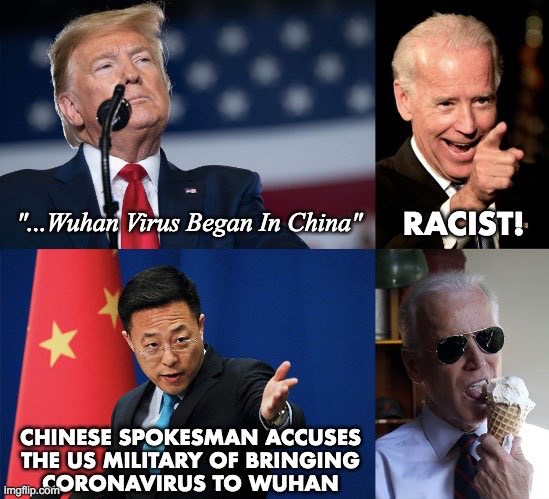 "...Wuhan Virus Began In China"
RACIST!
CHINESE SPOKESMAN ACCUSES
THE US MILITARY OF BRINGING
CORONAVIRUS TO WUHAN
imgflip.com